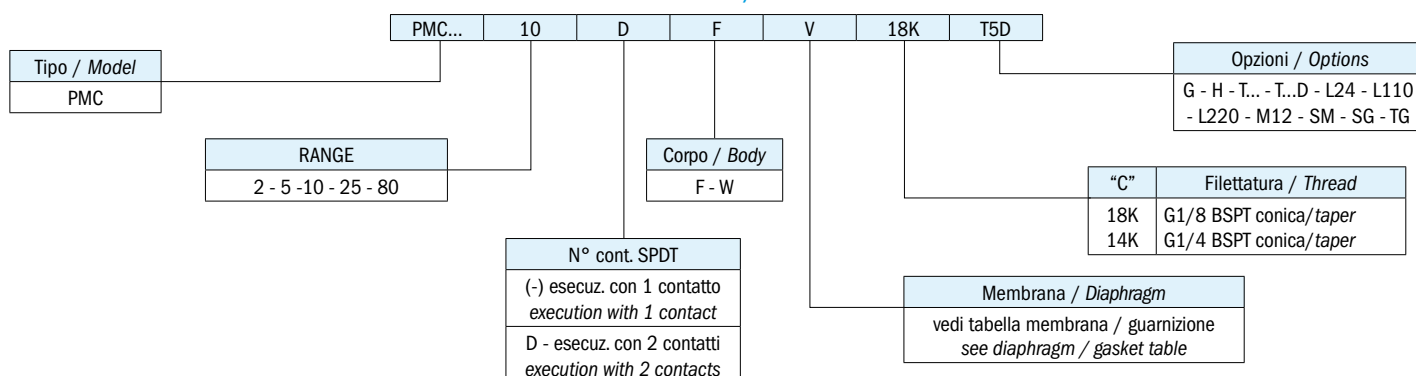 PMC... 10 D F V 18K T5D
Tipo / Model
PMC
Opzioni / Options
G - H - T... - T...D - L24 - L110
- L220 - M12 - SM - SG - TG
RANGE
2 - 5 -10 - 25 - 80
Corpo / Body
F - W
"C" Filettatura / Thread
18K G1/8 BSPT conica/taper
14K G1/4 BSPT conica/taper
N° cont. SPDT
(-) esecuz. con 1 contatto
execution with 1 contact
D - esecuz. con 2 contatti
execution with 2 contacts
Membrana / Diaphragm
vedi tabella membrana / guarnizione
see diaphragm / gasket table